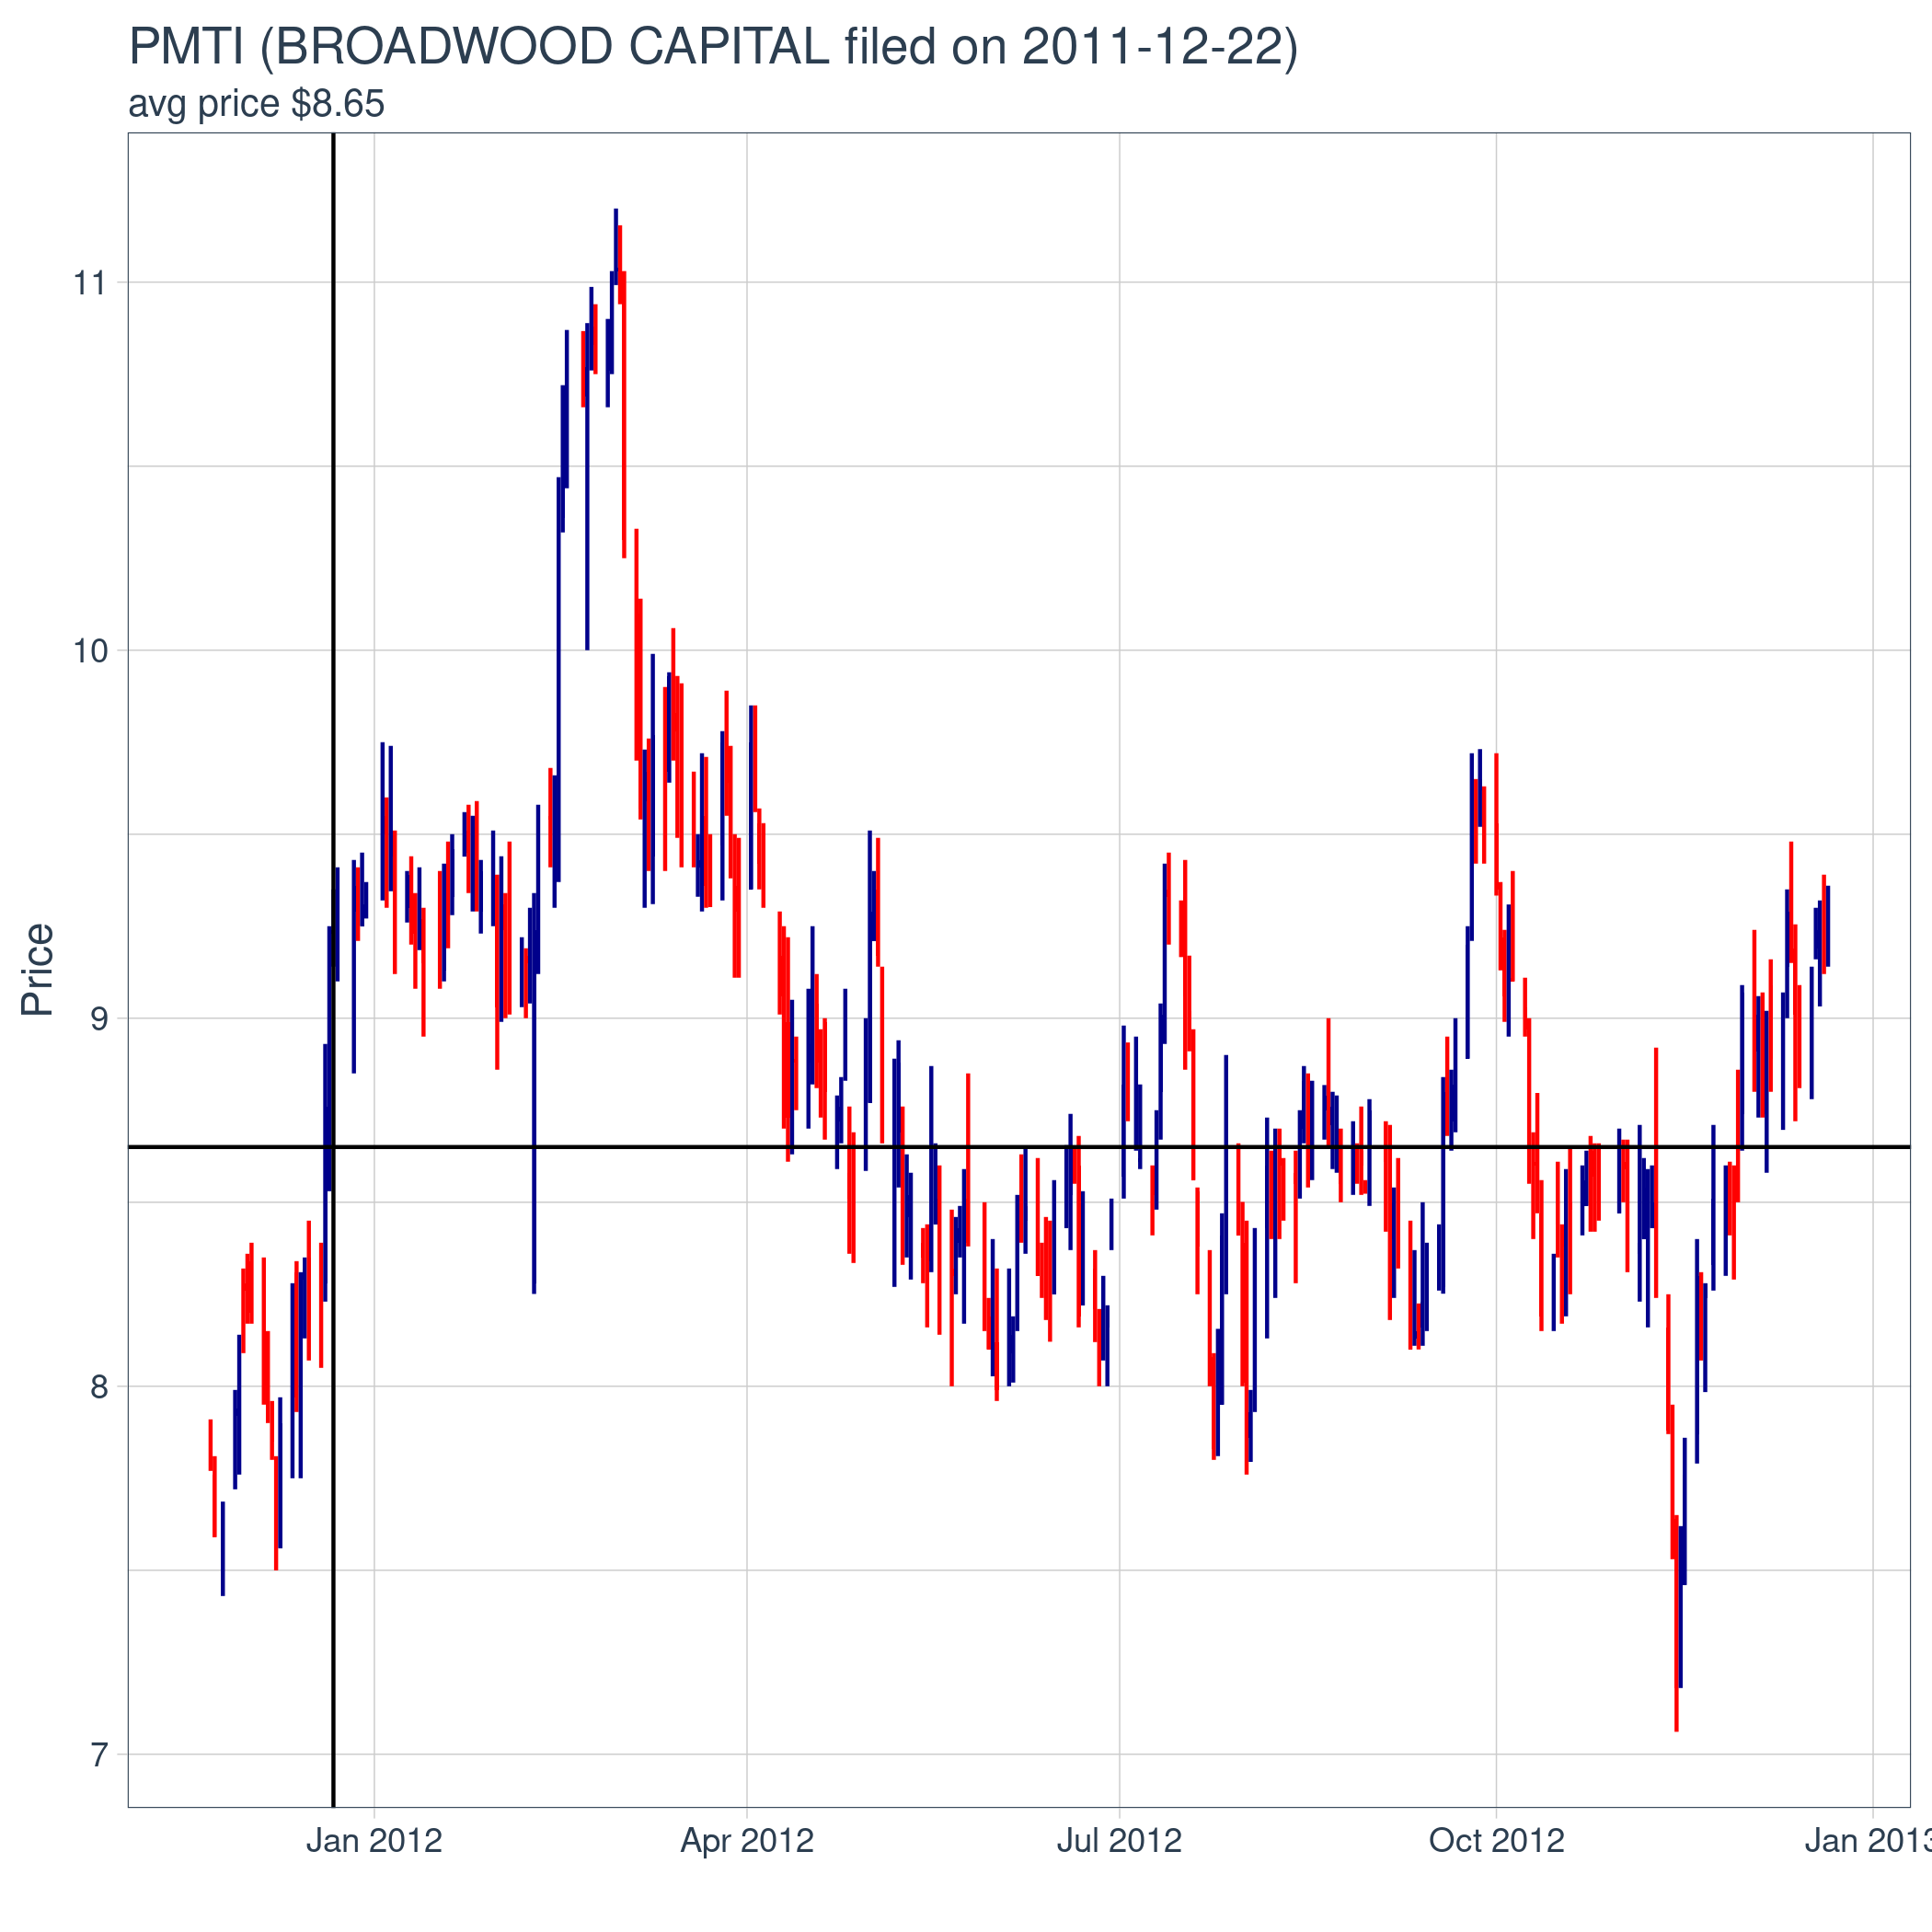 PMTI (BROADWOOD CAPITAL filed on 2011-12-22)
avg price $8.65
Price
11
10
9
8
7
Jan 2012
Apr 2012
Jul 2012
Oct 2012
Jan 2013